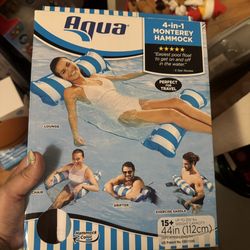 Aqua
4-in-1
MONTEREY
HAMMOCK
★★★★★
"Easiest pool float
to get on and off
in the water."
PERFECT
TRAVEL
LOUNGE
CHAIR
DRIFTER
EXERCISE SADDLE
15+
44in (112cm)